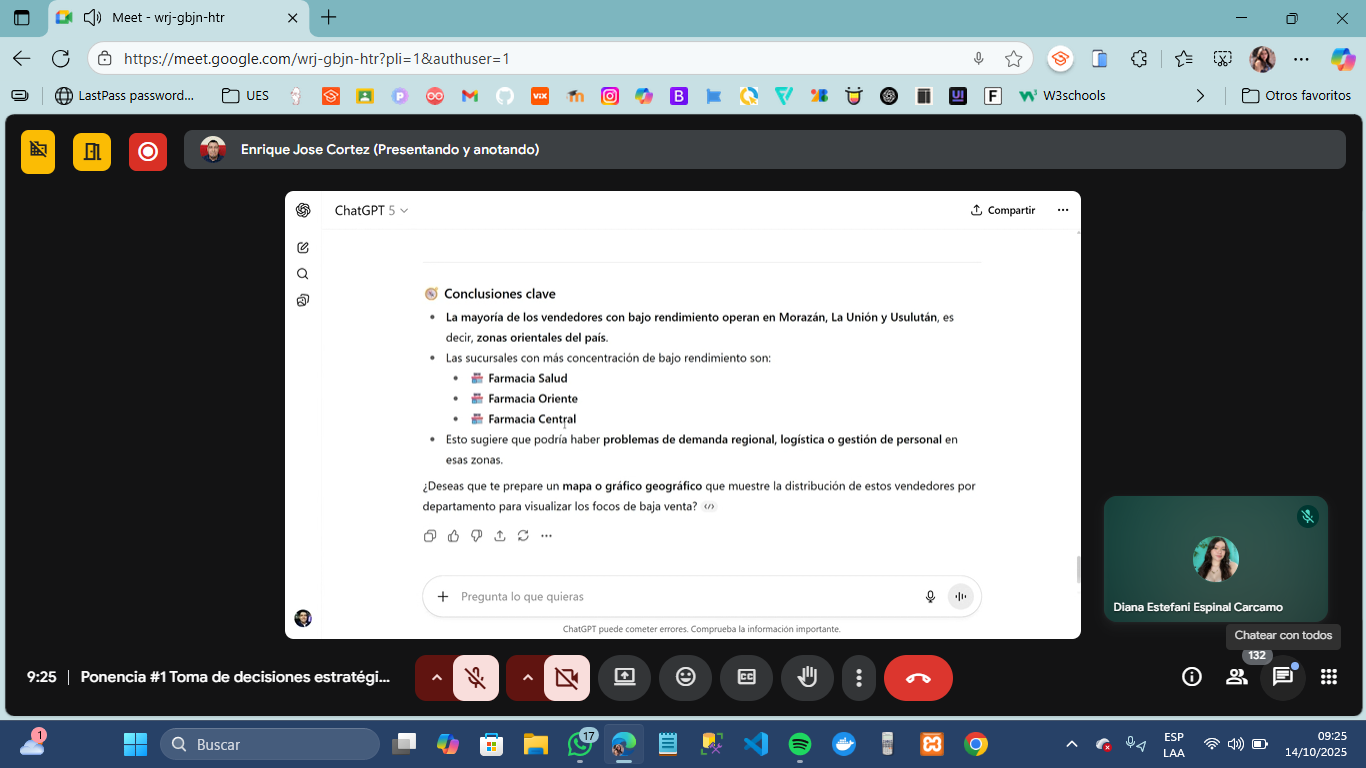 Meet - wrj-gbjn-htr
https://meet.google.com/wrj-gbjn-htr?pli=1&authuser=1
LastPass password...
UES
VIX
W3schools
Otros favoritos
Enrique Jose Cortez (Presentando y anotando)
ChatGPT 5
Compartir
Conclusiones clave
La mayoría de los vendedores con bajo rendimiento operan en Morazán, La Unión y Usulután, es
decir, zonas orientales del país.
Las sucursales con más concentración de bajo rendimiento son:
Farmacia Salud
Farmacia Oriente
Farmacia Central
Esto sugiere que podría haber problemas de demanda regional, logística o gestión de personal en
esas zonas.
¿Deseas que te prepare un mapa o gráfico geográfico que muestre la distribución de estos vendedores por
departamento para visualizar los focos de baja venta?
Pregunta lo que quieras
ChatGPT puede cometer errores. Comprueba la información importante.
Diana Estefani Espinal Carcamo
Chatear con todos
132
9:25 | Ponencia #1 Toma de decisiones estratégi...
1
Buscar
17
ESP
LAA
09:25
14/10/2025